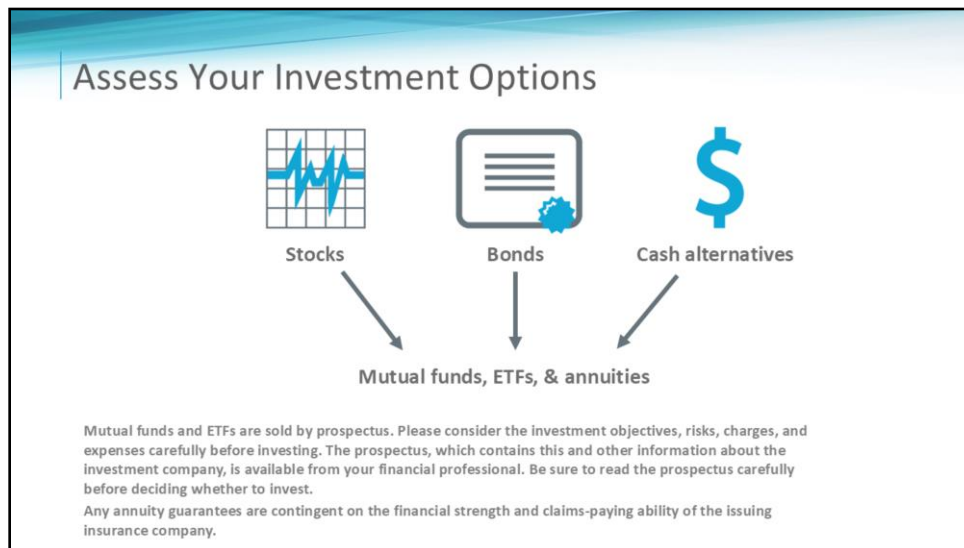 Assess Your Investment Options
Stocks
Bonds
Cash alternatives
Mutual funds, ETFs, & annuities
Mutual funds and ETFs are sold by prospectus. Please consider the investment objectives, risks, charges, and
expenses carefully before investing. The prospectus, which contains this and other information about the
investment company, is available from your financial professional. Be sure to read the prospectus carefully
before deciding whether to invest.
Any annuity guarantees are contingent on the financial strength and claims-paying ability of the issuing
insurance company.